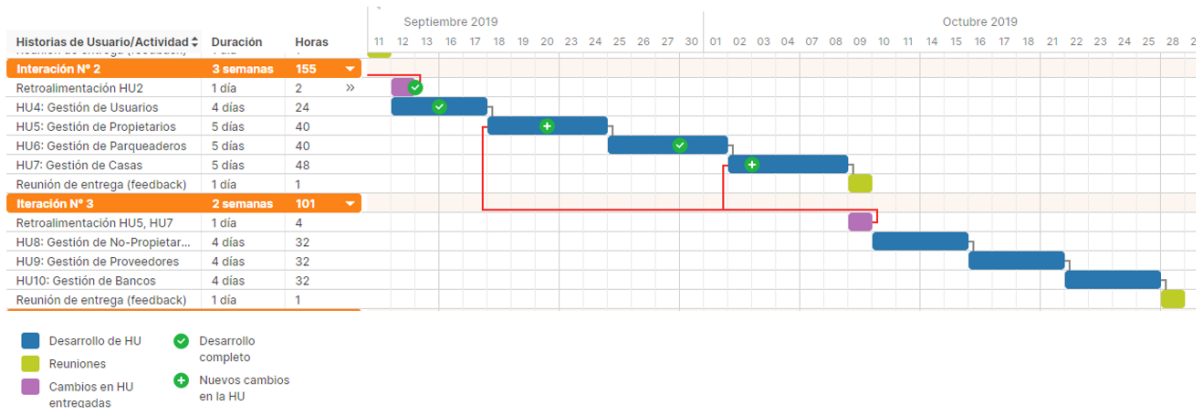 Septiembre 2019 Octubre 2019
Historias de Usuario/Actividad Duración Horas 11 12 13 16 17 18 19 20 23 24 25 26 27 30 01 02 03 04 07 08 09 10 11 14 15 16 17 18 21 22 23 24 25 28
Interación N° 2 3 semanas 155
Retroalimentación HU2 1 día 2 »
HU4: Gestión de Usuarios 4 días 24
HU5: Gestión de Propietarios 5 días 40
HU6: Gestión de Parqueaderos 5 días 40
HU7: Gestión de Casas 5 días 48
Reunión de entrega (feedback) 1 día 1
Iteración N° 3 2 semanas 101
Retroalimentación HU5, HU7 1 día 4
HU8: Gestión de No-Propietar... 4 días 32
HU9: Gestión de Proveedores 4 días 32
HU10: Gestión de Bancos 4 días 32
Reunión de entrega (feedback) 1 día 1
Desarrollo de HU
Reuniones
Cambios en HU
entregadas
Desarrollo
completo
Nuevos cambios
en la HU